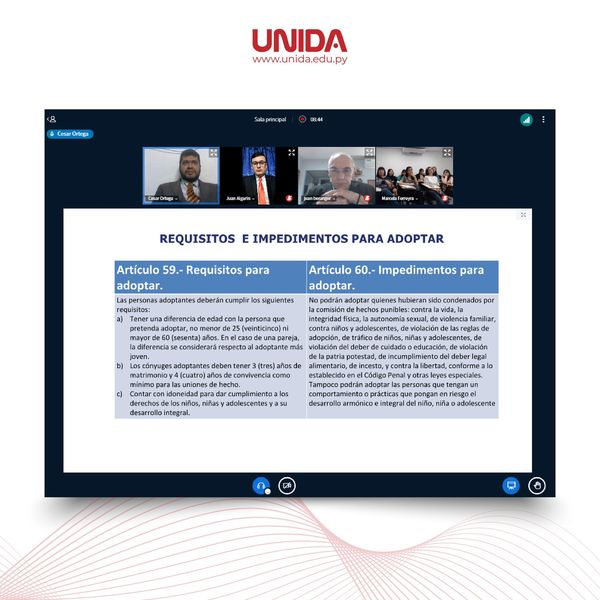 UNIDA
www.unida.edu.py
Sala principal
08:44
Cesar Ortega
Cesar Ortega
Juan Algarin
juan bocanger
Marcela Ferreyra
REQUISITOS E IMPEDIMENTOS PARA ADOPTAR
Artículo 59.- Requisitos para
adoptar.
Las personas adoptantes deberán cumplir los siguientes
requisitos:
a) Tener una diferencia de edad con la persona que
pretenda adoptar, no menor de 25 (veinticinco) ni
mayor de 60 (sesenta) años. En el caso de una pareja,
la diferencia se considerará respecto al adoptante más
joven.
b) Los cónyuges adoptantes deben tener 3 (tres) años de
matrimonio y 4 (cuatro) años de convivencia como
mínimo para las uniones de hecho.
c) Contar con idoneidad para dar cumplimiento a los
derechos de los niños, niñas y adolescentes y a su
desarrollo integral.
Artículo 60.- Impedimentos para
adoptar.
No podrán adoptar quienes hubieran sido condenados por
la comisión de hechos punibles: contra la vida, la
integridad física, la autonomía sexual, de violencia familiar,
contra niños y adolescentes, de violación de las reglas de
adopción, de tráfico de niños, niñas y adolescentes, de
violación del deber de cuidado o educación, de violación
de la patria potestad, de incumplimiento del deber legal
alimentario, de incesto, y contra la libertad, conforme a lo
establecido en el Código Penal y otras leyes especiales.
Tampoco podrán adoptar las personas que tengan un
comportamiento o prácticas que pongan en riesgo el
desarrollo armónico e integral del niño, niña o adolescente